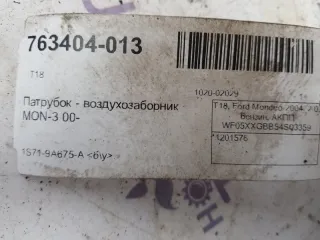 763404-013
T18
1020-02029
Патрубок - воздухозаборник
MON-3 00-
T18, Ford Mondeo 2004, 2.0,
Бензин, АКПП
WF05XXGBB54S03359
1201576
1S71-9A675-A <б\у>